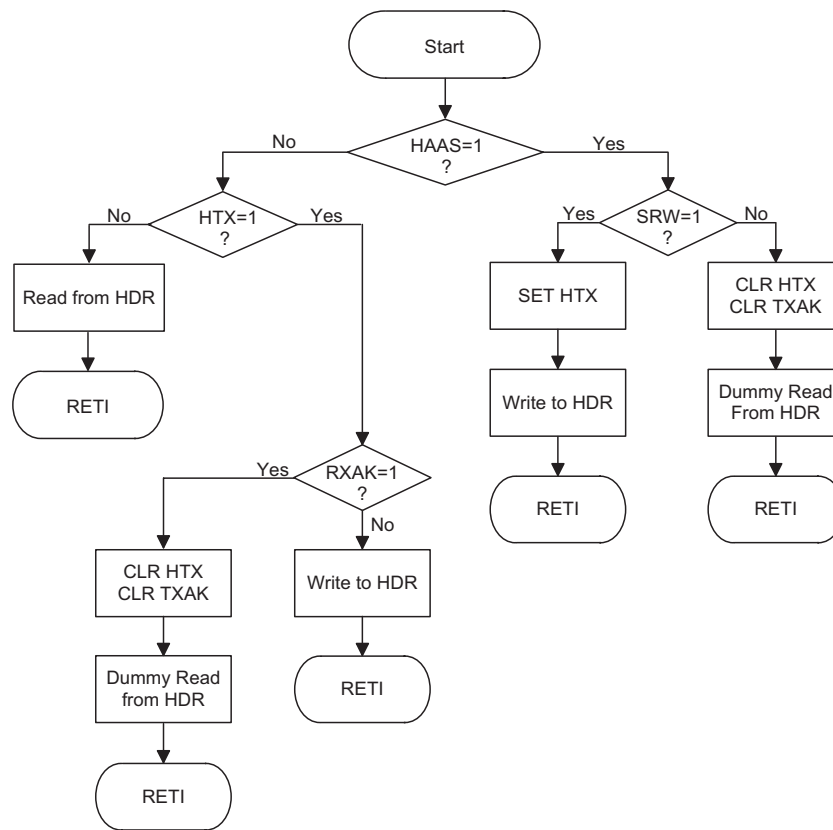 Start
HAAS=1
?
No
Yes
HTX=1
?
No
Yes
SRW=1
?
Yes
No
Read from HDR
SET HTX
CLR HTX
CLR TXAK
RETI
Write to HDR
Dummy Read
From HDR
RXAK=1
?
Yes
No
RETI
RETI
CLR HTX
CLR TXAK
Write to HDR
Dummy Read
from HDR
RETI
RETI